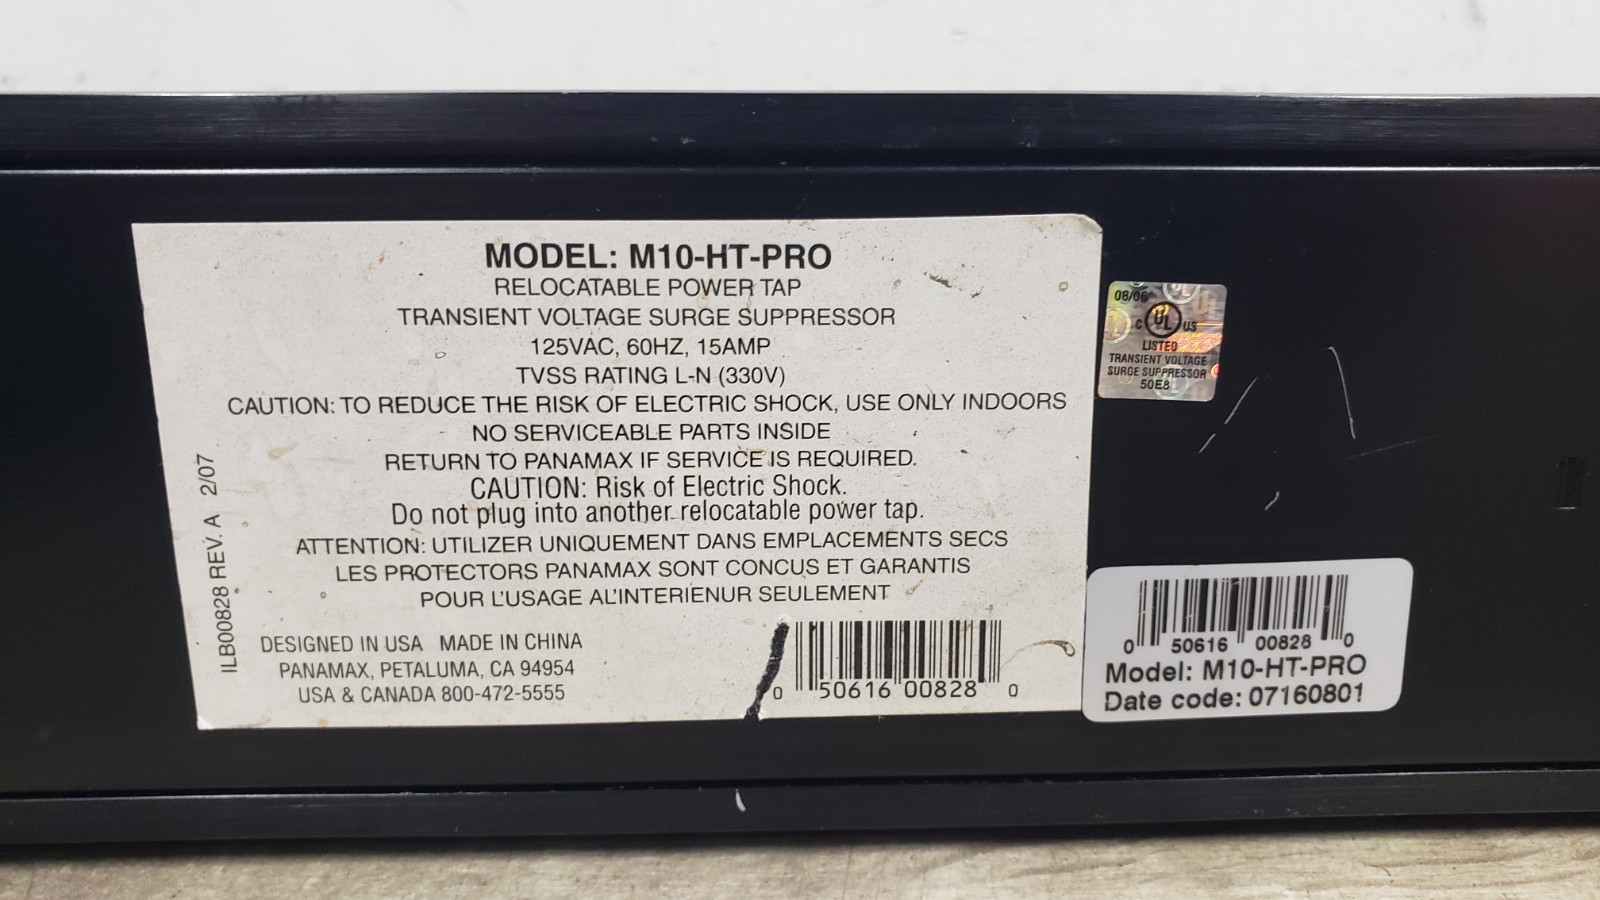 MODEL: M10-HT-PRO
RELOCATABLE POWER TAP
TRANSIENT VOLTAGE SURGE SUPPRESSOR
125VAC, 60HZ, 15AMP
TVSS RATING L-N (330V)
CAUTION: TO REDUCE THE RISK OF ELECTRIC SHOCK, USE ONLY INDOORS
NO SERVICEABLE PARTS INSIDE
RETURN TO PANAMAX IF SERVICE IS REQUIRED.
CAUTION: Risk of Electric Shock.
Do not plug into another relocatable power tap.
ATTENTION: UTILIZER UNIQUEMENT DANS EMPLACEMENTS SECS
LES PROTECTORS PANAMAX SONT CONCUS ET GARANTIS
POUR L'USAGE AL'INTERIENUR SEULEMENT
DESIGNED IN USA MADE IN CHINA
PANAMAX, PETALUMA, CA 94954
USA & CANADA 800-472-5555
0 50616 00828 0
ILB00828 REV. A 2/07
08/06
C UL US
LISTED
TRANSIENT VOLTAGE
SURGE SUPPRESSOR
50E8
0 50616 00828 0
Model: M10-HT-PRO
Date code: 07160801